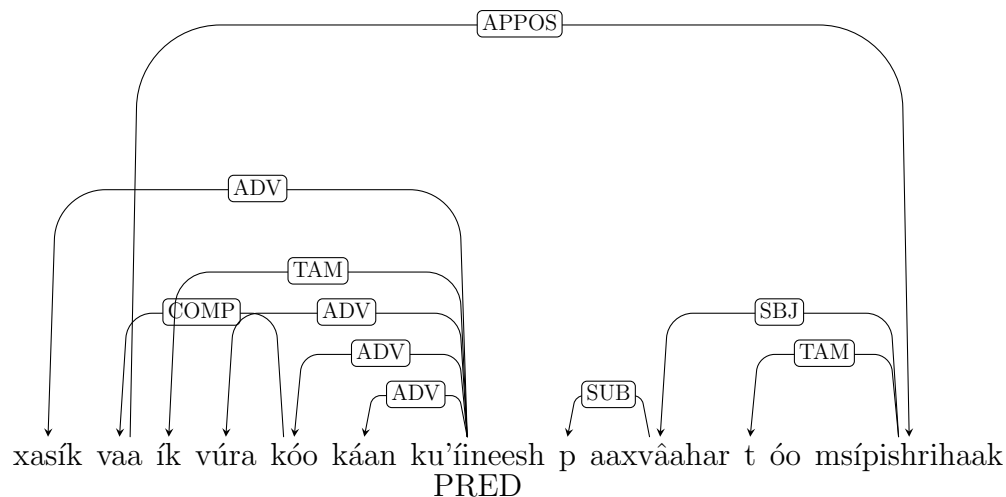 APPOS
ADV
TAM
COMP ADV SBJ
ADV TAM
ADV SUB
xasík vaa ík vúra kóo káan ku'íineesh p aaxvâahar t óo msípishrihaak
PRED